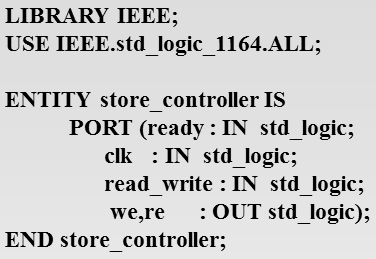 LIBRARY IEEE;
USE IEEE.std_logic_1164.ALL;
ENTITY store_controller IS
PORT (ready : IN std_logic;
clk : IN std_logic;
read_write : IN std_logic;
we,re : OUT std_logic);
END store_controller;